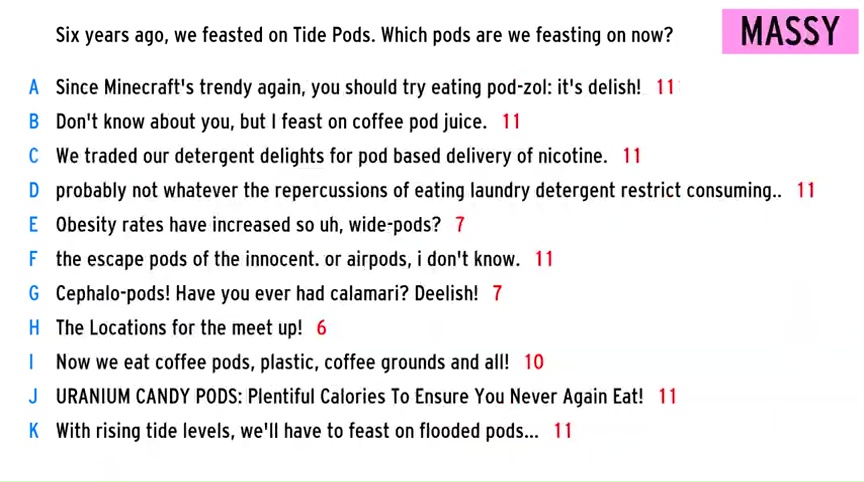 Six years ago, we feasted on Tide Pods. Which pods are we feasting on now?
MASSY
A Since Minecraft's trendy again, you should try eating pod-zol: it's delish! 11
B Don't know about you, but I feast on coffee pod juice. 11
C We traded our detergent delights for pod based delivery of nicotine. 11
D probably not whatever the repercussions of eating laundry detergent restrict consuming.. 11
E Obesity rates have increased so uh, wide-pods? 7
F the escape pods of the innocent. or airpods, i don't know. 11
G Cephalo-pods! Have you ever had calamari? Deelish! 7
H The Locations for the meet up! 6
I Now we eat coffee pods, plastic, coffee grounds and all! 10
J URANIUM CANDY PODS: Plentiful Calories To Ensure You Never Again Eat! 11
K With rising tide levels, we'll have to feast on flooded pods... 11